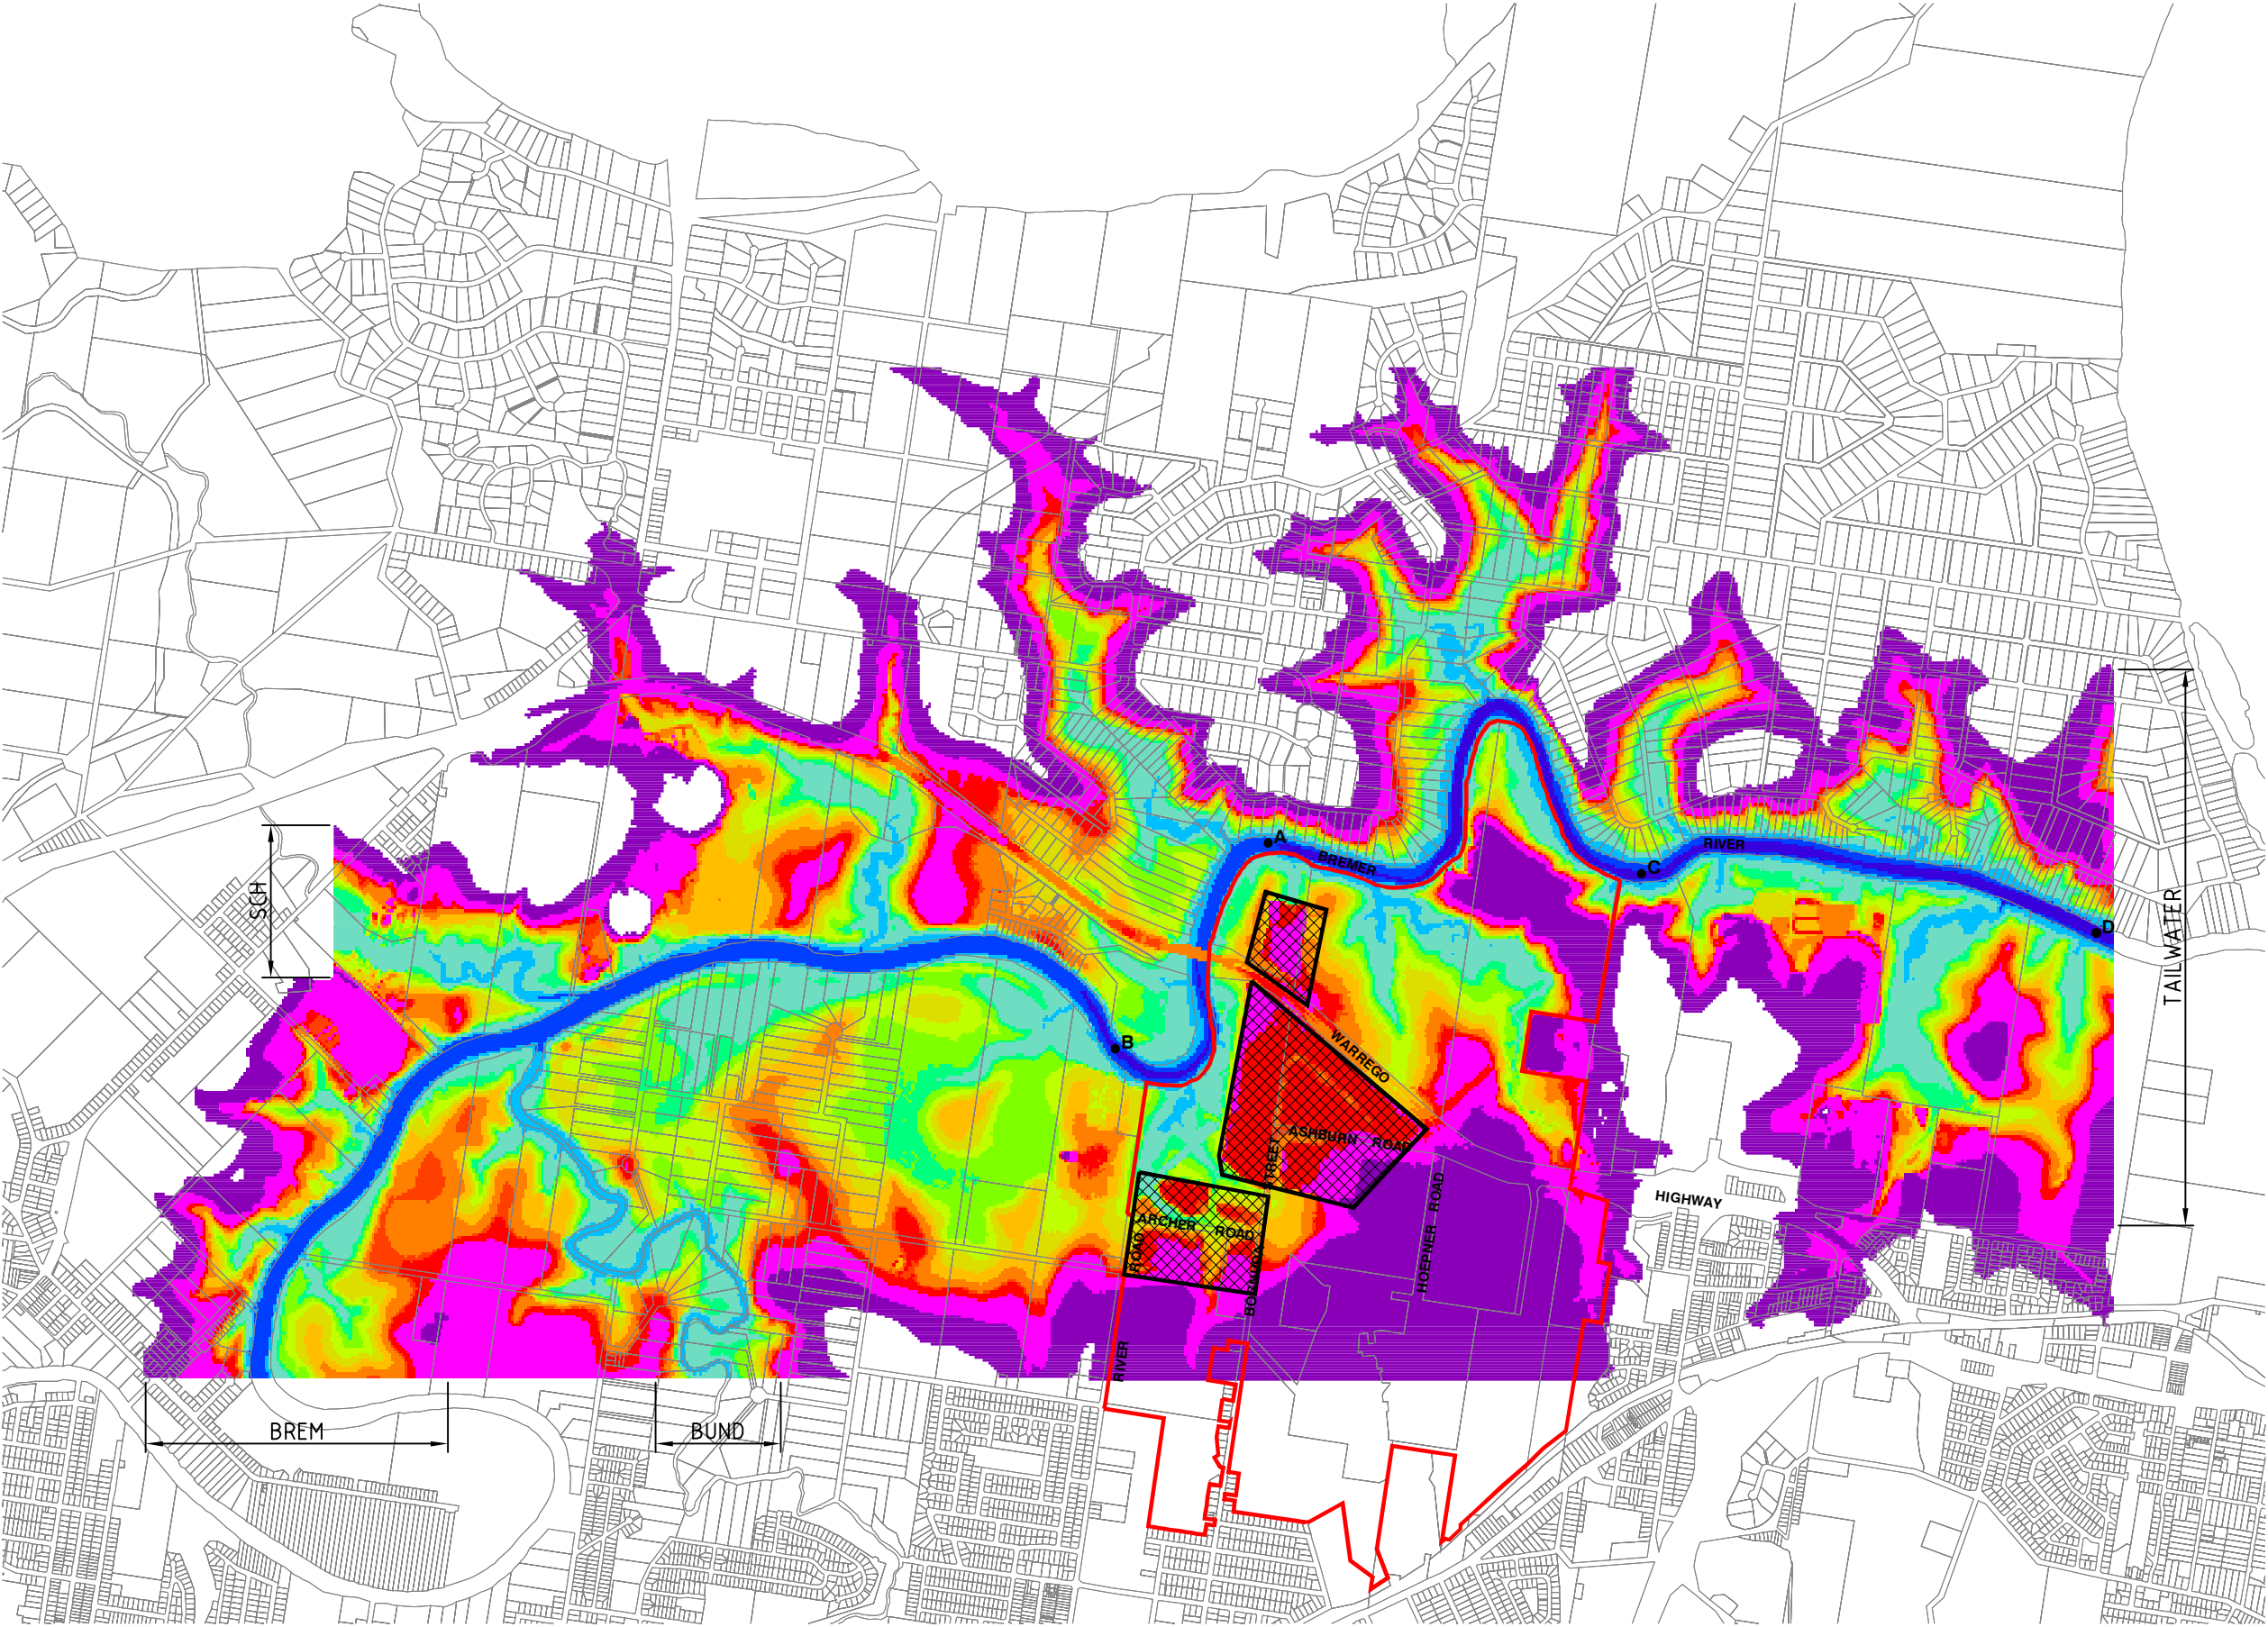 A
BREMER
RIVER
C
SCH
TAILWATER
D
B
WARREGO
ASHBURN ROAD
STREET
HIGHWAY
ARCHER ROAD
ROAD
HOEPNER ROAD
RIVER
BREM
BUND